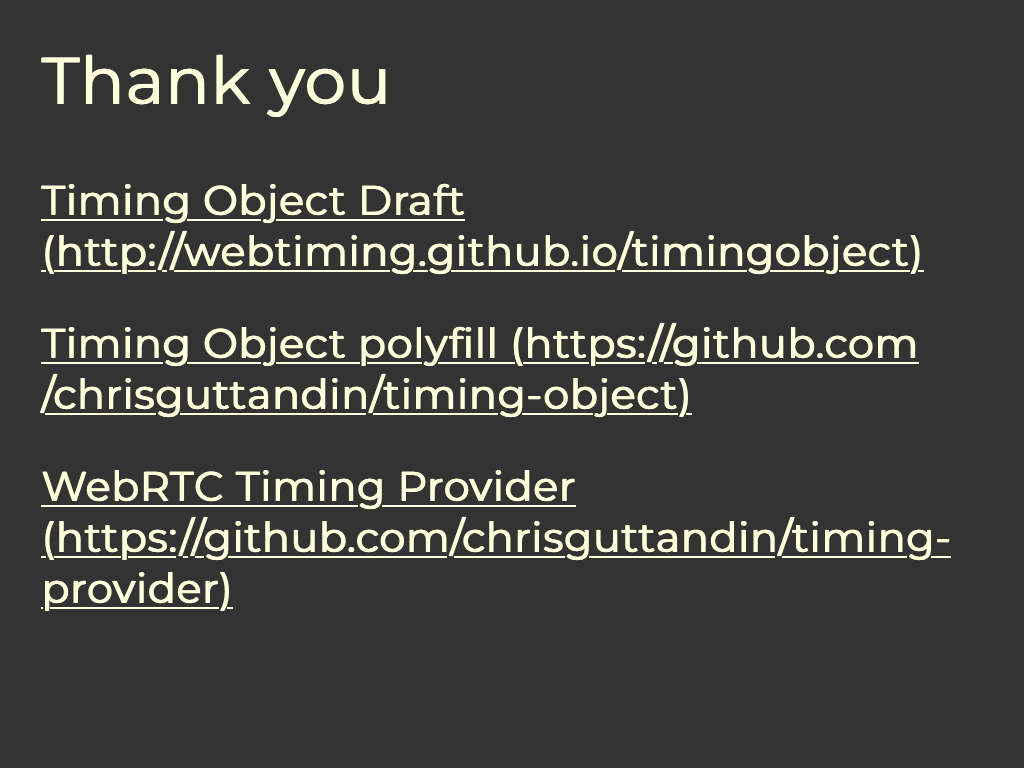 Thank you
Timing Object Draft
(http://webtiming.github.io/timingobject)
Timing Object polyfill (https://github.com
/chrisguttandin/timing-object)
WebRTC Timing Provider
(https://github.com/chrisguttandin/timing-
provider)